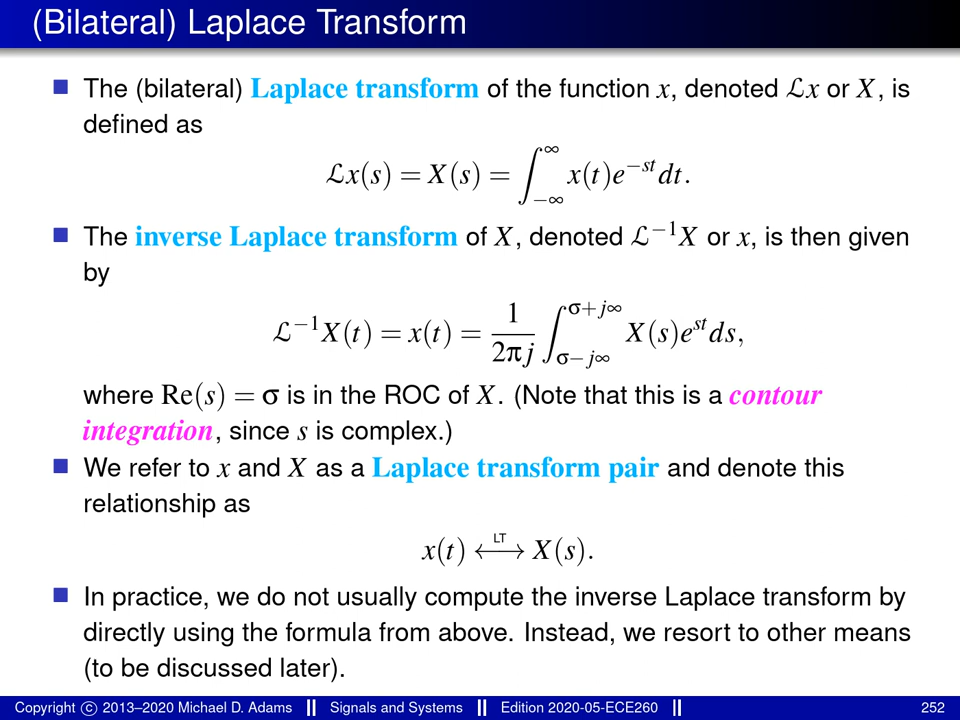 (Bilateral) Laplace Transform
The (bilateral) Laplace transform of the function x, denoted ℒx or X, is
defined as
ℒx(s) = X(s) = ∫_{−∞}^{∞} x(t)e^{−st}dt.
The inverse Laplace transform of X, denoted ℒ^{−1}X or x, is then given
by
ℒ^{−1}X(t) = x(t) = \frac{1}{2πj} ∫_{σ−j∞}^{σ+j∞} X(s)e^{st}ds,
where Re(s) = σ is in the ROC of X. (Note that this is a contour
integration, since s is complex.)
We refer to x and X as a Laplace transform pair and denote this
relationship as
x(t) \overset{LT}{⟷} X(s).
In practice, we do not usually compute the inverse Laplace transform by
directly using the formula from above. Instead, we resort to other means
(to be discussed later).
Copyright © 2013–2020 Michael D. Adams Signals and Systems Edition 2020-05-ECE260 252